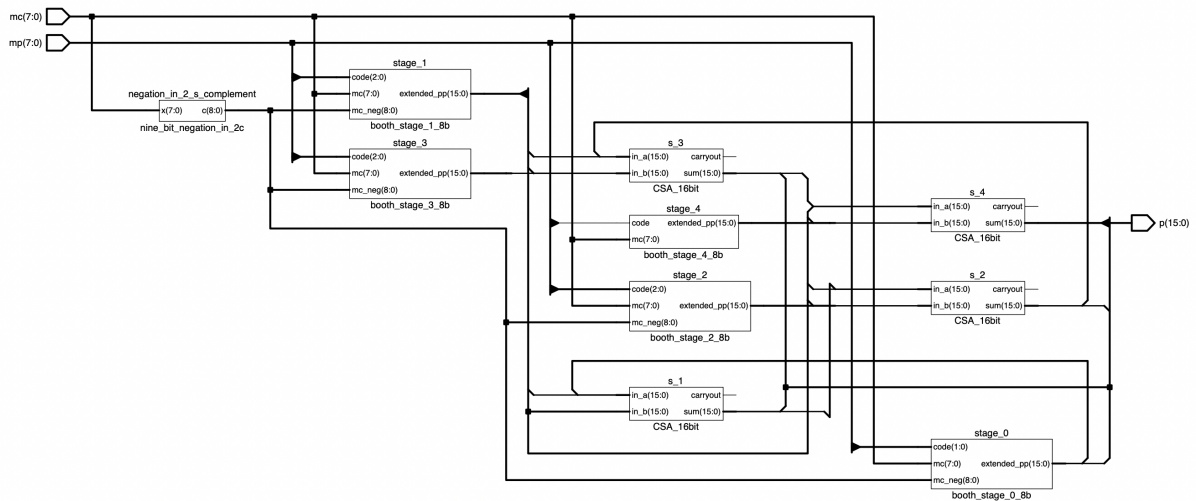 mc(7:0)
mp(7:0)
negation_in_2_s_complement
x(7:0) c(8:0)
nine_bit_negation_in_2c
stage_1
code(2:0)
mc(7:0) extended_pp(15:0)
mc_neg(8:0)
booth_stage_1_8b
stage_3
code(2:0)
mc(7:0) extended_pp(15:0)
mc_neg(8:0)
booth_stage_3_8b
s_3
in_a(15:0) carryout
in_b(15:0) sum(15:0)
CSA_16bit
stage_4
code extended_pp(15:0)
mc(7:0)
booth_stage_4_8b
s_4
in_a(15:0) carryout
in_b(15:0) sum(15:0)
CSA_16bit
p(15:0)
stage_2
code(2:0)
mc(7:0) extended_pp(15:0)
mc_neg(8:0)
booth_stage_2_8b
s_2
in_a(15:0) carryout
in_b(15:0) sum(15:0)
CSA_16bit
s_1
in_a(15:0) carryout
in_b(15:0) sum(15:0)
CSA_16bit
stage_0
code(1:0)
mc(7:0) extended_pp(15:0)
mc_neg(8:0)
booth_stage_0_8b